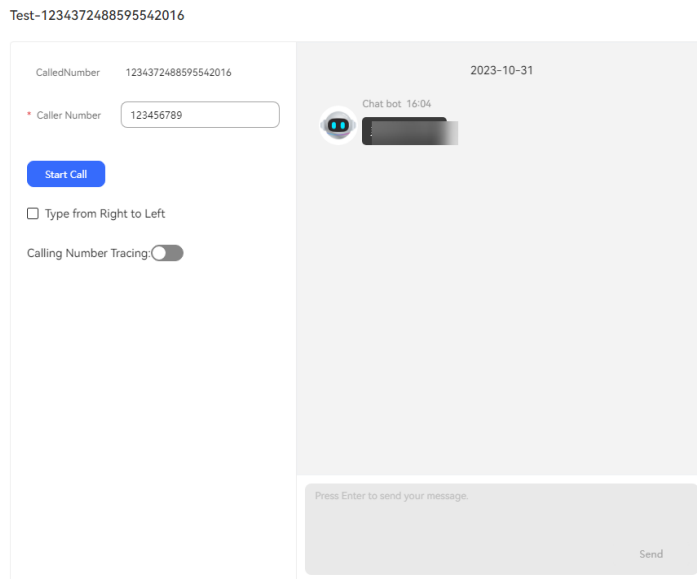 Test-1234372488595542016
CalledNumber 1234372488595542016
* Caller Number 123456789
Start Call
Type from Right to Left
Calling Number Tracing:
2023-10-31
Chat bot 16:04
Press Enter to send your message.
Send